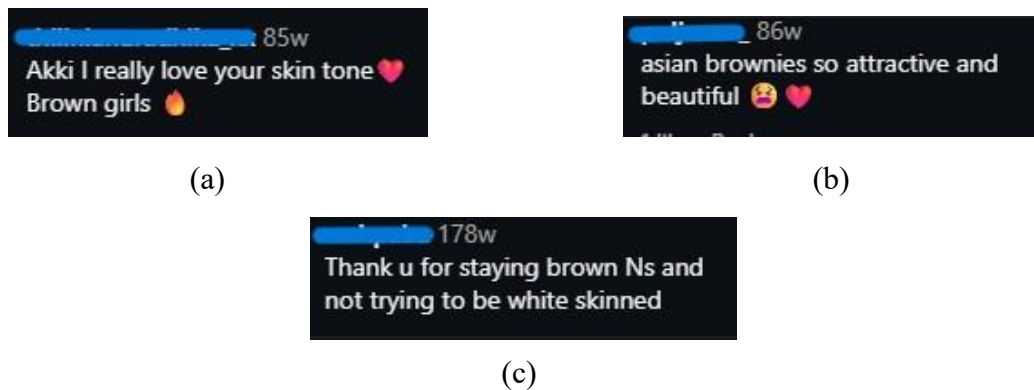 85w
Akki I really love your skin tone❤️
Brown girls 🔥
(a)
86w
asian brownies so attractive and
beautiful 😫 ❤️
(b)
178w
Thank u for staying brown Ns and
not trying to be white skinned
(c)